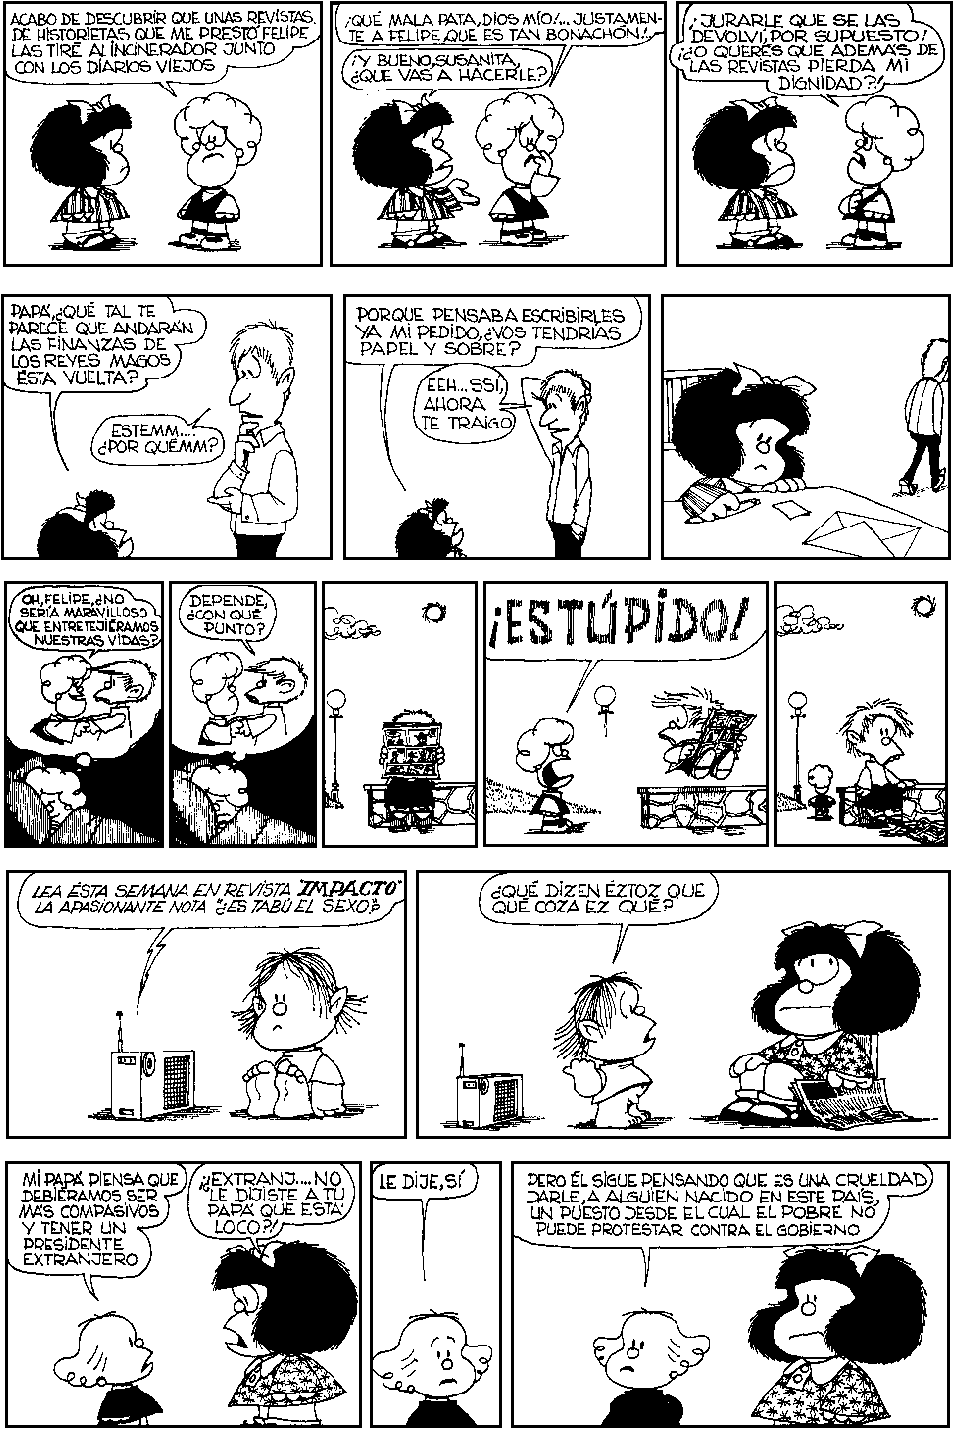 ACABO DE DESCUBRIR QUE UNAS REVISTAS
DE HISTORIETAS QUE ME PRESTÓ FELIPE
LAS TIRÉ AL INCINERADOR JUNTO
CON LOS DIARIOS VIEJOS
¡QUÉ MALA PATA, DIOS MÍO!... JUSTAMEN-
TE A FELIPE, QUE ES TAN BONACHÓN!
¡Y BUENO, SUSANITA,
¿QUE VAS A HACERLE?
¡JURARLE QUE SE LAS
DEVOLVÍ, POR SUPUESTO!
¿¡O QUERÉS QUE ADEMÁS DE
LAS REVISTAS PIERDA MI
DIGNIDAD?!
PAPÁ, ¿QUÉ TAL TE
PARECE QUE ANDARÁN
LAS FINANZAS DE
LOS REYES MAGOS
ÉSTA VUELTA?
ESTEMM....
¿POR QUÉMM?
PORQUE PENSABA ESCRIBIRLES
YA MI PEDIDO, ¿VOS TENDRÍAS
PAPEL Y SOBRE?
EEH...SSÍ,
AHORA
TE TRAIGO
OH, FELIPE, ¿NO
SERÍA MARAVILLOSO
QUE ENTRETEJIÉRAMOS
NUESTRAS VIDAS?
DEPENDE,
¿CON QUÉ
PUNTO?
¡ESTÚPIDO!
LEA ÉSTA SEMANA EN REVISTA "IMPACTO"
LA APASIONANTE NOTA "¿ES TABÚ EL SEXO?"
¿QUÉ DIZEN ÉZTOZ QUE
QUÉ COZA EZ QUÉ?
MI PAPÁ PIENSA QUE
DEBIÉRAMOS SER
MÁS COMPASIVOS
Y TENER UN
PRESIDENTE
EXTRANJERO
¿¡EXTRANJ....NO
LE DIJISTE A TU
PAPÁ QUE ESTÁ
LOCO?!
LE DIJE, SÍ
PERO ÉL SIGUE PENSANDO QUE ES UNA CRUELDAD
DARLE, A ALGUIEN NACIDO EN ESTE PAÍS,
UN PUESTO DESDE EL CUAL EL POBRE NO
PUEDE PROTESTAR CONTRA EL GOBIERNO